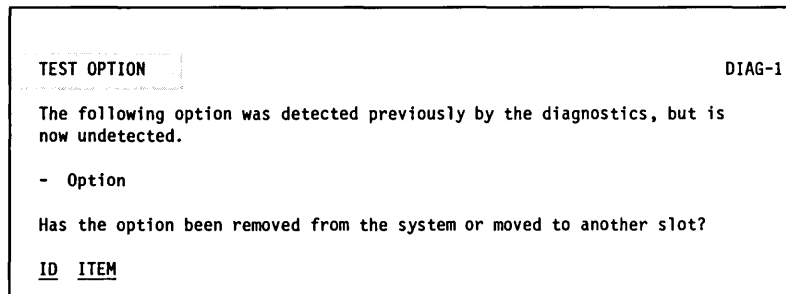 TEST OPTION DIAG-1
The following option was detected previously by the diagnostics, but is
now undetected.
- Option
Has the option been removed from the system or moved to another slot?
ID ITEM